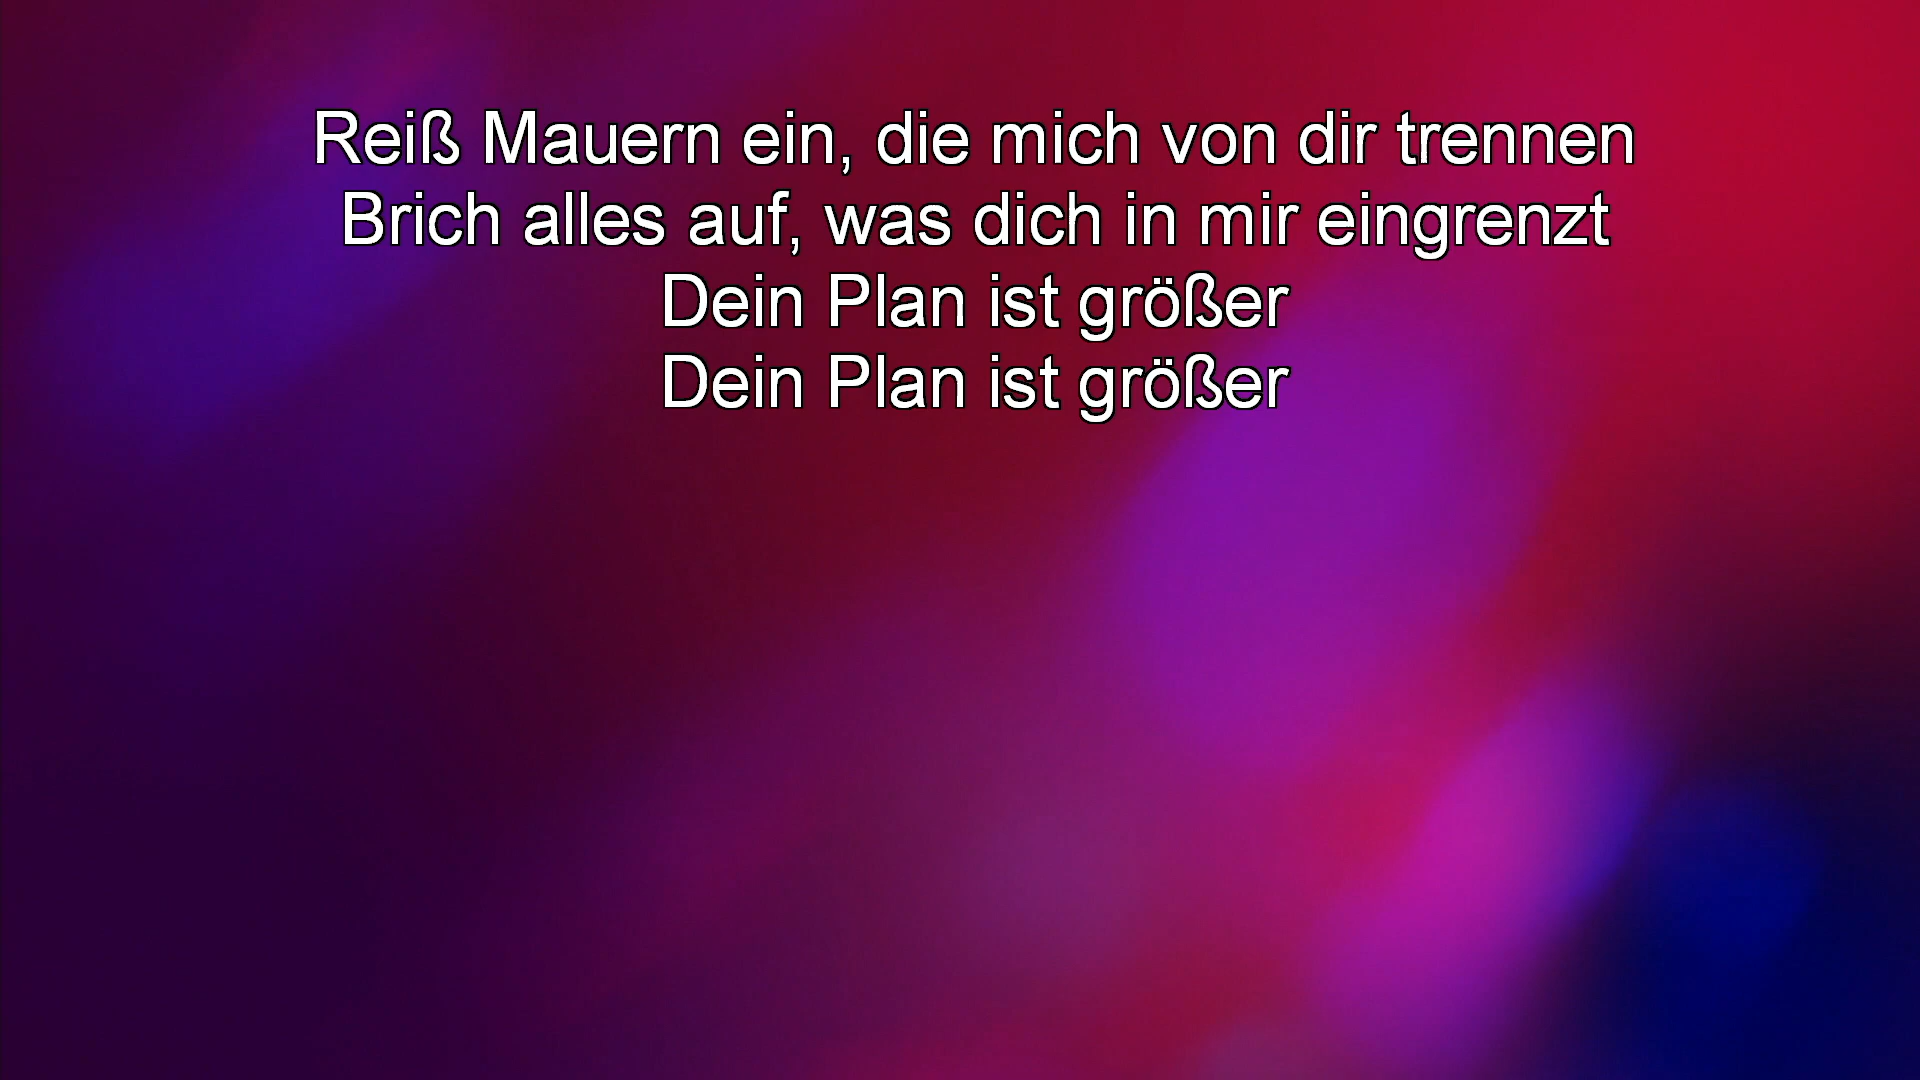 Reiß Mauern ein, die mich von dir trennen
Brich alles auf, was dich in mir eingrenzt
Dein Plan ist größer
Dein Plan ist größer